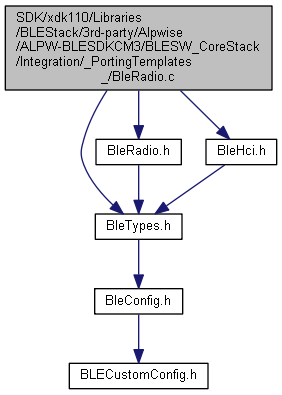 SDK/xdk110/Libraries
/BLEStack/3rd-party/Alpwise
/ALPW-BLESDKCM3/BLESW_CoreStack
/Integration/_PortingTemplates
_/BleRadio.c
BleRadio.h
BleHci.h
BleTypes.h
BleConfig.h
BLECustomConfig.h